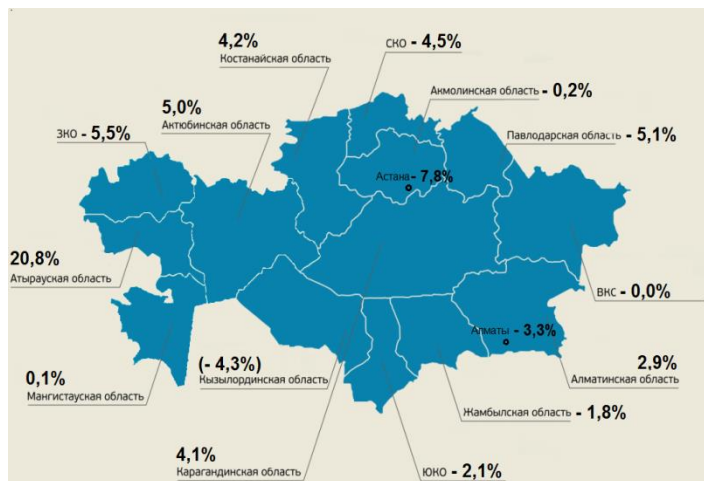 4,2%
Костанайская область
СКО - 4,5%
Акмолинская область - 0,2%
5,0%
Актюбинская область
ЗКО - 5,5%
Павлодарская область - 5,1%
Астана - 7,8%
20,8%
Атырауская область
ВКС - 0,0%
Алматы - 3,3%
0,1%
Мангистауская область
(- 4,3%)
Кызылординская область
2,9%
Алматинская область
Жамбылская область - 1,8%
4,1%
Карагандинская область
ЮКО - 2,1%